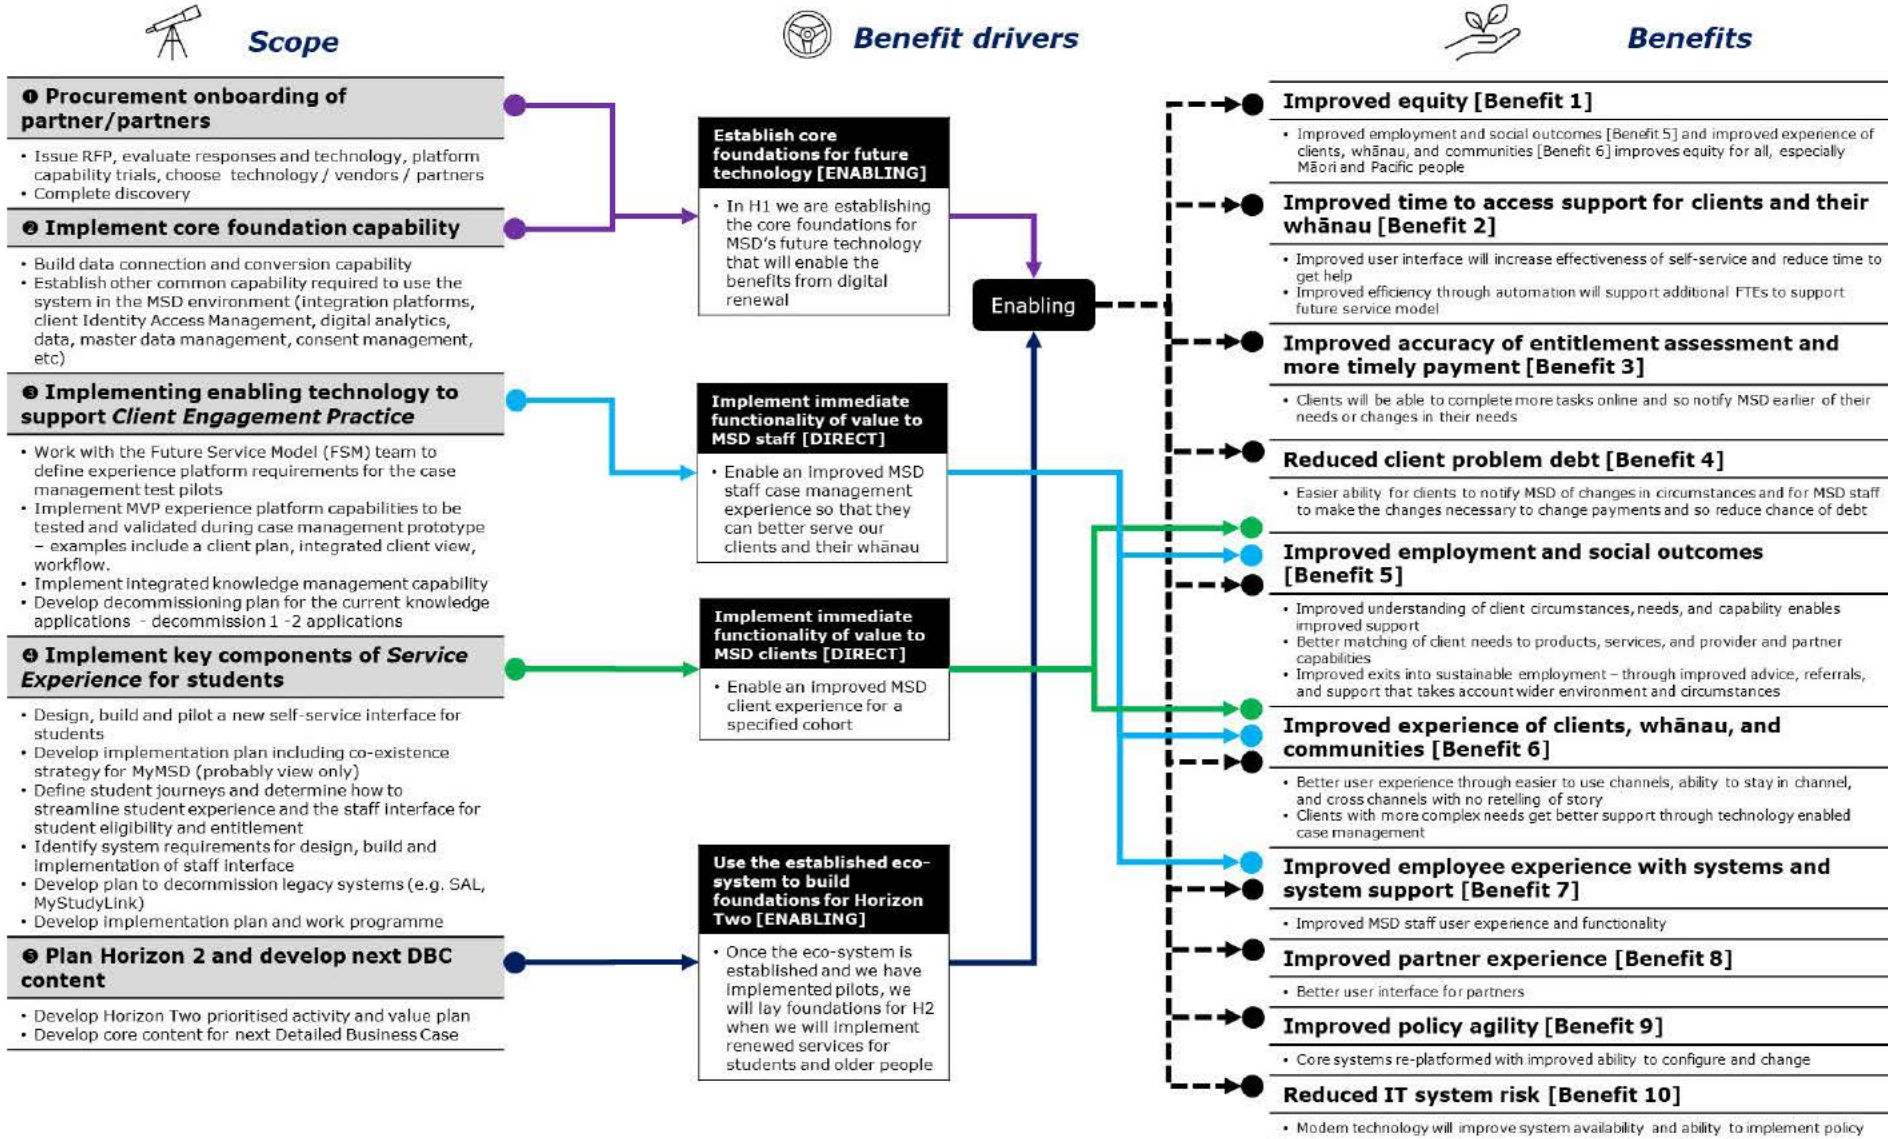 Scope
❶ Procurement onboarding of
partner/partners
• Issue RFP, evaluate responses and technology, platform
capability trials, choose technology / vendors / partners
• Complete discovery
❷ Implement core foundation capability
• Build data connection and conversion capability
• Establish other common capability required to use the
system in the MSD environment (integration platforms,
client Identity Access Management, digital analytics,
data, master data management, consent management,
etc)
❸ Implementing enabling technology to
support Client Engagement Practice
• Work with the Future Service Model (FSM) team to
define experience platform requirements for the case
management test pilots
• Implement MVP experience platform capabilities to be
tested and validated during case management prototype
– examples include a client plan, integrated client view,
workflow.
• Implement integrated knowledge management capability
• Develop decommissioning plan for the current knowledge
applications - decommission 1 -2 applications
❹ Implement key components of Service
Experience for students
• Design, build and pilot a new self-service interface for
students
• Develop implementation plan including co-existence
strategy for MyMSD (probably view only)
• Define student journeys and determine how to
streamline student experience and the staff interface for
student eligibility and entitlement
• Identify system requirements for design, build and
implementation of staff interface
• Develop plan to decommission legacy systems (e.g. SAL,
MyStudyLink)
• Develop implementation plan and work programme
❺ Plan Horizon 2 and develop next DBC
content
• Develop Horizon Two prioritised activity and value plan
• Develop core content for next Detailed Business Case
Benefit drivers
Establish core
foundations for future
technology [ENABLING]
• In H1 we are establishing
the core foundations for
MSD's future technology
that will enable the
benefits from digital
renewal
Enabling
Implement immediate
functionality of value to
MSD staff [DIRECT]
• Enable an improved MSD
staff case management
experience so that they
can better serve our
clients and their whānau
Implement immediate
functionality of value to
MSD clients [DIRECT]
• Enable an improved MSD
client experience for a
specified cohort
Use the established eco-
system to build
foundations for Horizon
Two [ENABLING]
• Once the eco-system is
established and we have
implemented pilots, we
will lay foundations for H2
when we will implement
renewed services for
students and older people
Benefits
Improved equity [Benefit 1]
• Improved employment and social outcomes [Benefit 5] and improved experience of
clients, whānau, and communities [Benefit 6] improves equity for all, especially
Māori and Pacific people
Improved time to access support for clients and their
whānau [Benefit 2]
• Improved user interface will increase effectiveness of self-service and reduce time to
get help
• Improved efficiency through automation will support additional FTEs to support
future service model
Improved accuracy of entitlement assessment and
more timely payment [Benefit 3]
• Clients will be able to complete more tasks online and so notify MSD earlier of their
needs or changes in their needs
Reduced client problem debt [Benefit 4]
• Easier ability for clients to notify MSD of changes in circumstances and for MSD staff
to make the changes necessary to change payments and so reduce chance of debt
Improved employment and social outcomes
[Benefit 5]
• Improved understanding of client circumstances, needs, and capability enables
improved support
• Better matching of client needs to products, services, and provider and partner
capabilities
• Improved exits into sustainable employment – through improved advice, referrals,
and support that takes account wider environment and circumstances
Improved experience of clients, whānau, and
communities [Benefit 6]
• Better user experience through easier to use channels, ability to stay in channel,
and cross channels with no retelling of story
• Clients with more complex needs get better support through technology enabled
case management
Improved employee experience with systems and
system support [Benefit 7]
• Improved MSD staff user experience and functionality
Improved partner experience [Benefit 8]
• Better user interface for partners
Improved policy agility [Benefit 9]
• Core systems re-platformed with improved ability to configure and change
Reduced IT system risk [Benefit 10]
• Modern technology will improve system availability and ability to implement policy